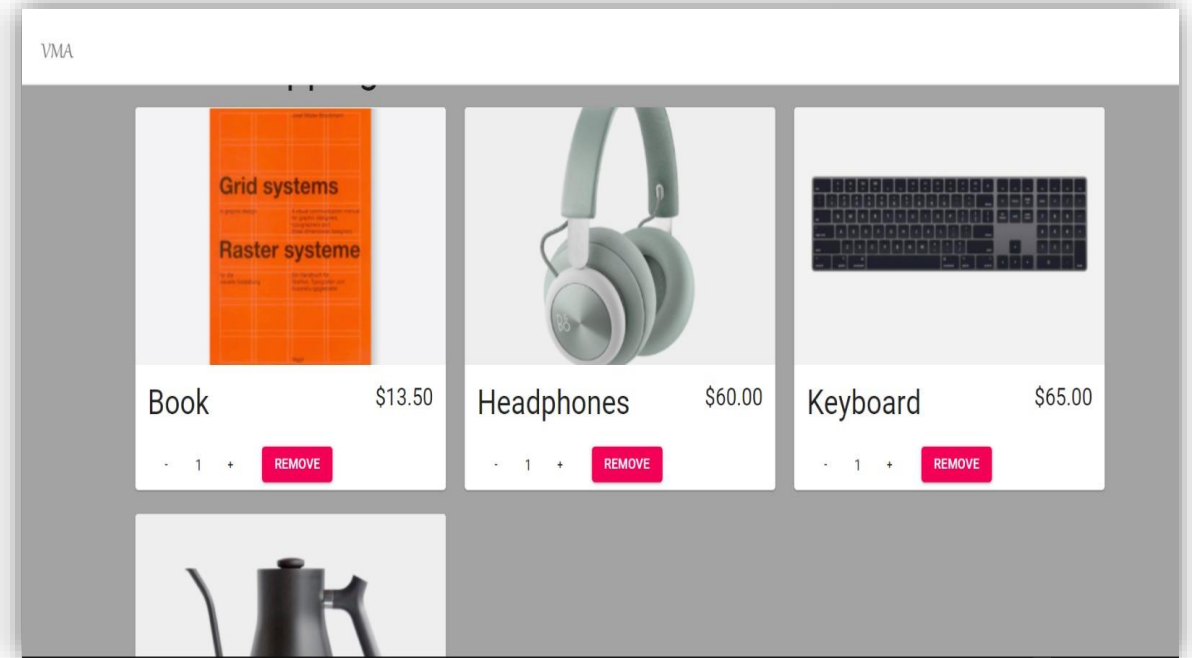 VMA
Grid systems
Raster systeme
Book
$13.50
- 1 +
REMOVE
Headphones
$60.00
- 1 +
REMOVE
Keyboard
$65.00
- 1 +
REMOVE